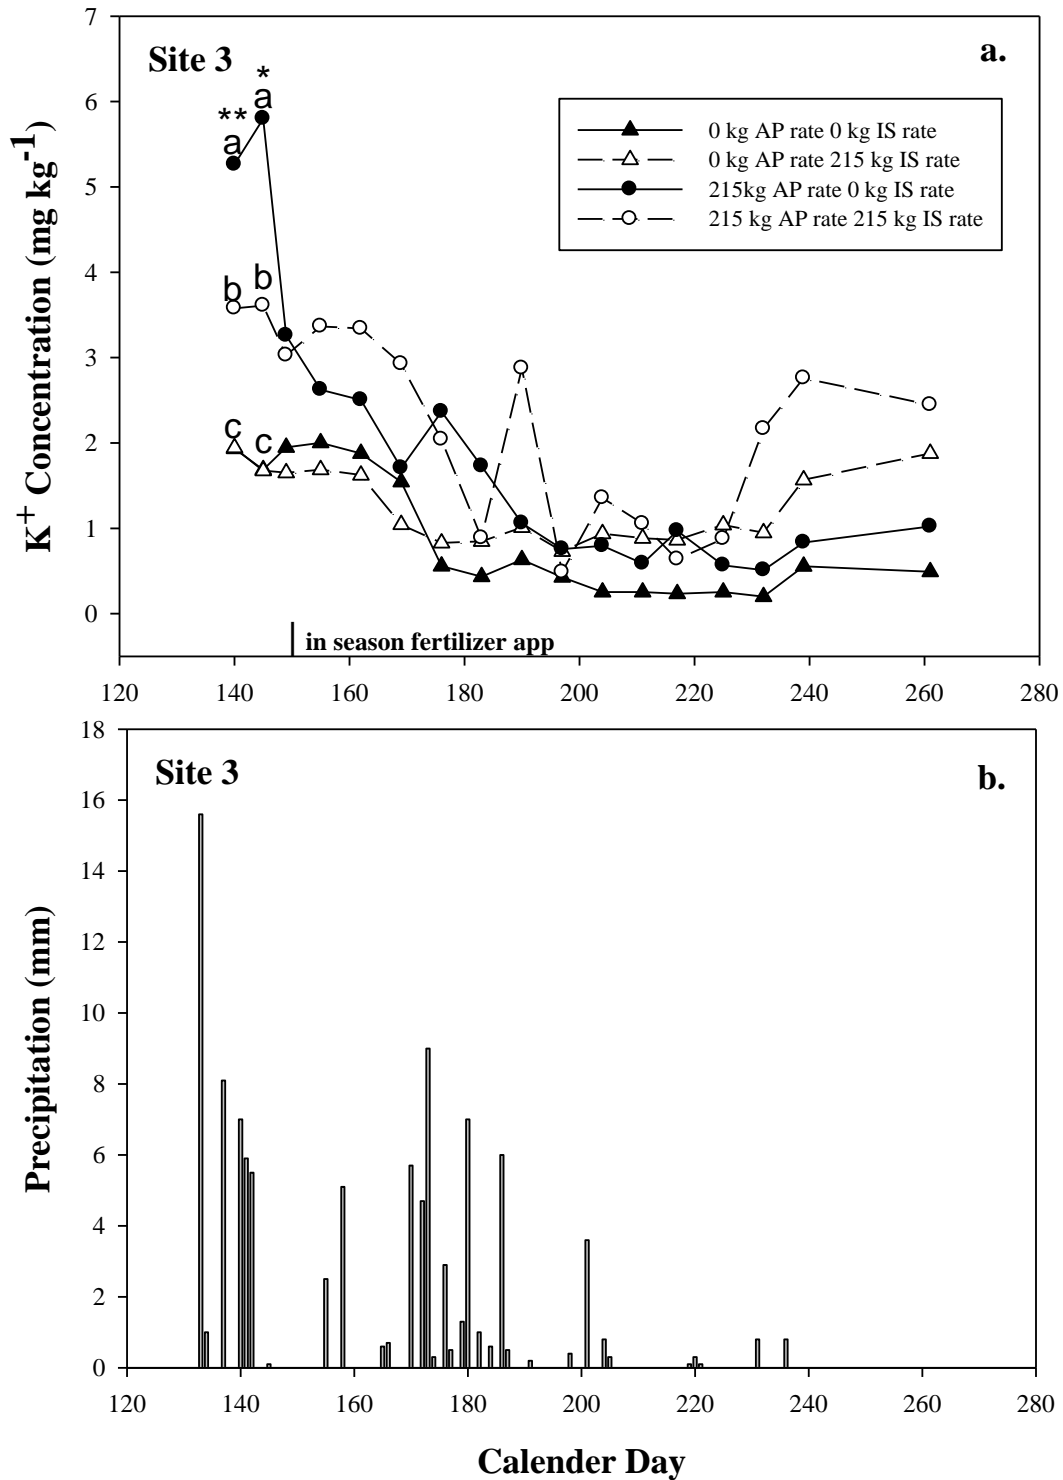 7
Site 3
a.
*
a
6
**
a
0 kg AP rate 0 kg IS rate
0 kg AP rate 215 kg IS rate
215kg AP rate 0 kg IS rate
215 kg AP rate 215 kg IS rate
5
4
b
b
3
2
c
c
1
0
K+ Concentration (mg kg-1)
in season fertilizer app
120 140 160 180 200 220 240 260 280
18
Site 3
b.
16
14
12
10
8
6
4
2
0
Precipitation (mm)
120 140 160 180 200 220 240 260 280
Calender Day